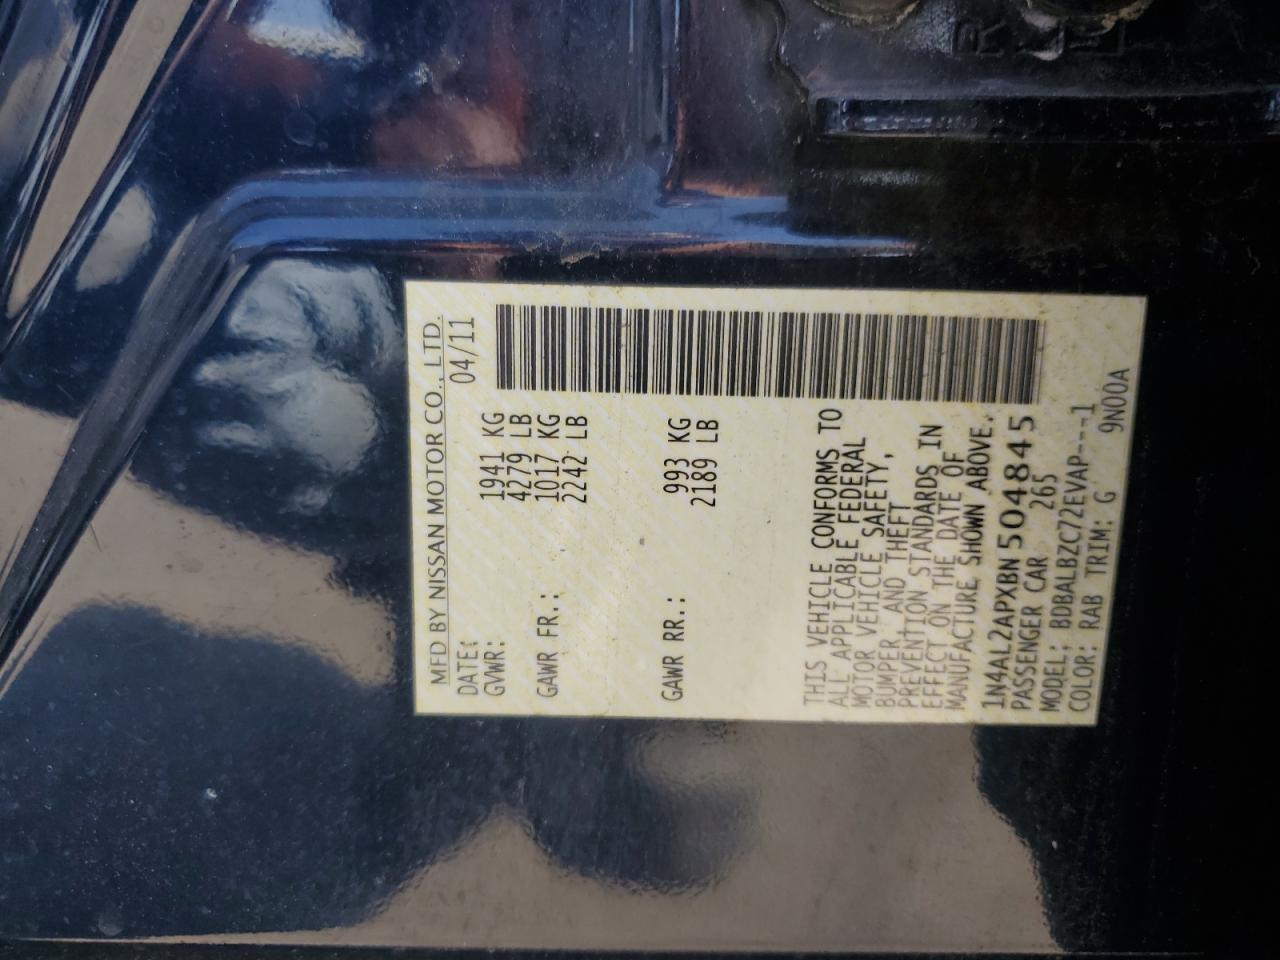 MFD BY NISSAN MOTOR CO., LTD.
DATE: 04/11
GVWR: 1941 KG
4279 LB
GAWR FR.: 1017 KG
2242 LB
GAWR RR.: 993 KG
2189 LB
THIS VEHICLE CONFORMS TO
ALL APPLICABLE FEDERAL
MOTOR VEHICLE SAFETY,
BUMPER, AND THEFT
PREVENTION STANDARDS IN
EFFECT ON THE DATE OF
MANUFACTURE SHOWN ABOVE.
1N4AL2APXBN504845
PASSENGER CAR 265
MODEL: BDBALBZC72EVAP---1
COLOR: RAB TRIM: G 9N00A